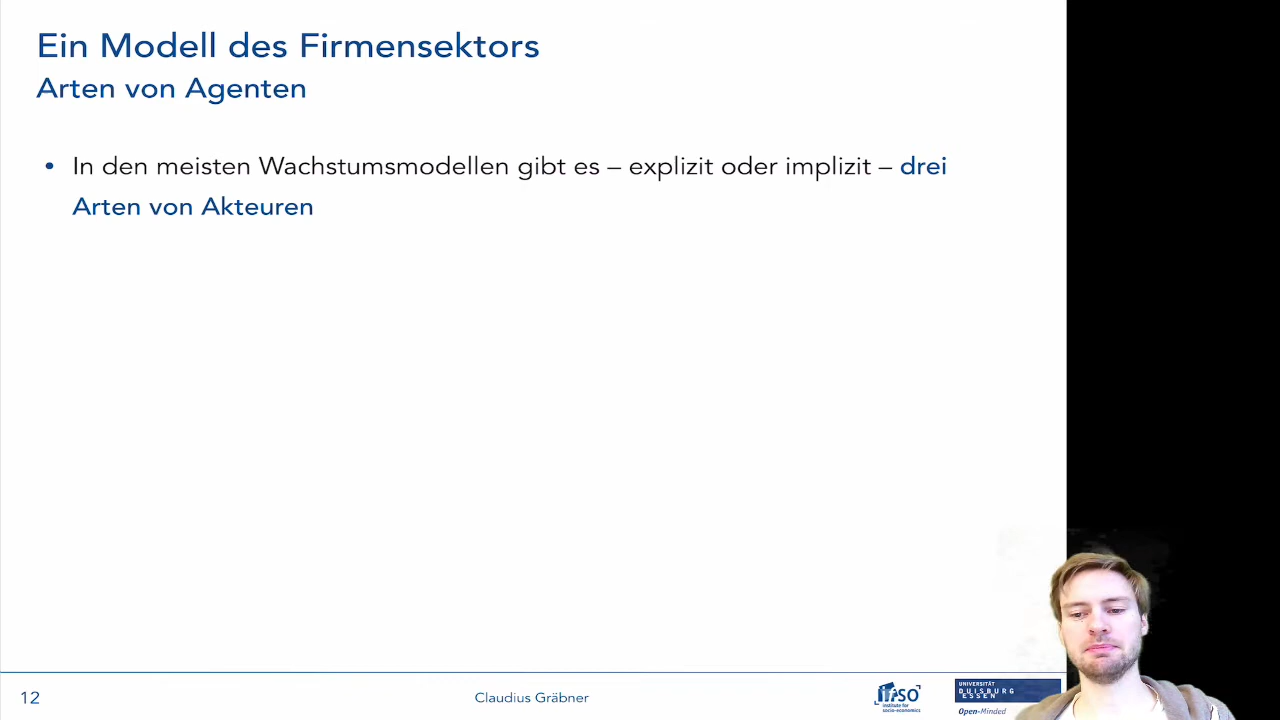 Ein Modell des Firmensektors
Arten von Agenten
• In den meisten Wachstumsmodellen gibt es – explizit oder implizit – drei
Arten von Akteuren
12
Claudius Gräbner
ifso
institute for
socio-economics
UNIVERSITÄT
DUISBURG
ESSEN
Open-Minded